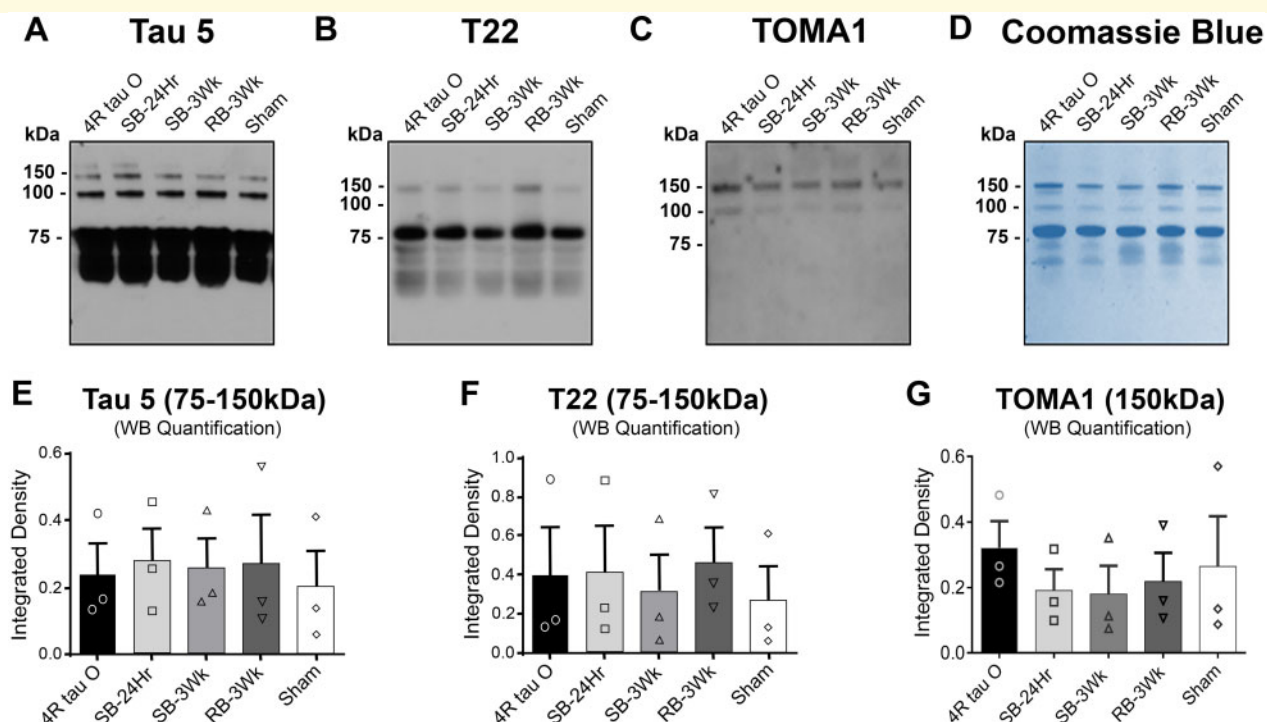 A Tau 5
4R tau O SB-24Hr SB-3Wk RB-3Wk Sham
kDa
150 -
100 -
75 -
B T22
4R tau O SB-24Hr SB-3Wk RB-3Wk Sham
kDa
150 -
100 -
75 -
C TOMA1
4R tau O SB-24Hr SB-3Wk RB-3Wk Sham
kDa
150 -
100 -
75 -
D Coomassie Blue
4R tau O SB-24Hr SB-3Wk RB-3Wk Sham
kDa
150 -
100 -
75 -
E Tau 5 (75-150kDa)
(WB Quantification)
Integrated Density
0.6
0.4
0.2
0.0
4R tau O SB-24Hr SB-3Wk RB-3Wk Sham
F T22 (75-150kDa)
(WB Quantification)
Integrated Density
1.0
0.8
0.6
0.4
0.2
0.0
4R tau O SB-24Hr SB-3Wk RB-3Wk Sham
G TOMA1 (150kDa)
(WB Quantification)
Integrated Density
0.6
0.4
0.2
0.0
4R tau O SB-24Hr SB-3Wk RB-3Wk Sham